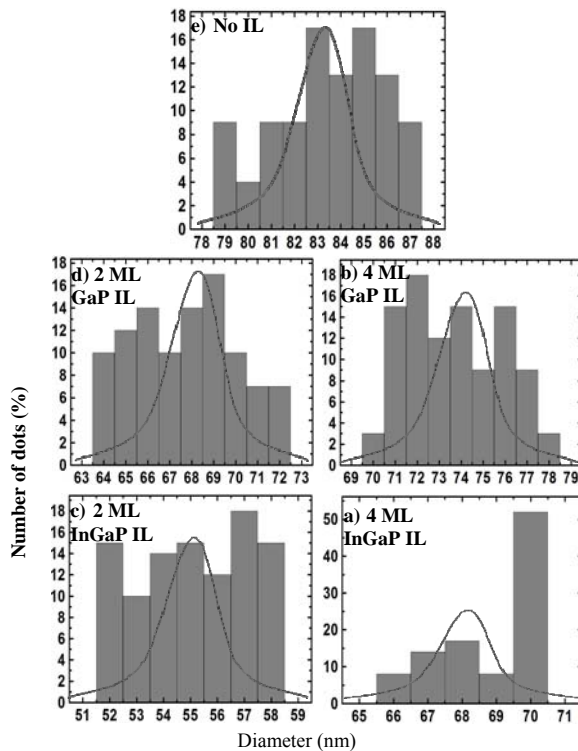 e) No IL
18
16
14
12
10
8
6
4
2
0
78 79 80 81 82 83 84 85 86 87 88
d) 2 ML
GaP IL
18
16
14
12
10
8
6
4
2
0
63 64 65 66 67 68 69 70 71 72 73
b) 4 ML
GaP IL
18
16
14
12
10
8
6
4
2
0
69 70 71 72 73 74 75 76 77 78 79
Number of dots (%)
c) 2 ML
InGaP IL
18
16
14
12
10
8
6
4
2
0
51 52 53 54 55 56 57 58 59
a) 4 ML
InGaP IL
50
40
30
20
10
0
65 66 67 68 69 70 71
Diameter (nm)